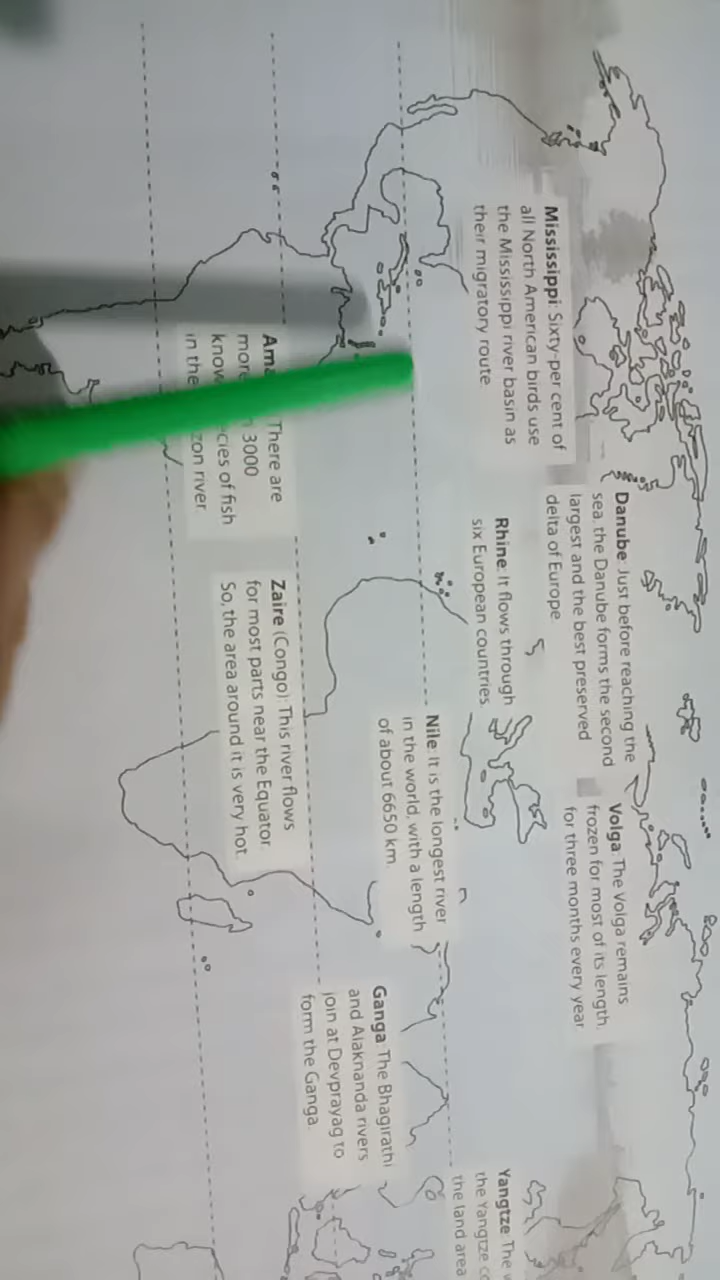 Mississippi: Sixty-per cent of
all North American birds use
the Mississippi river basin as
their migratory route.
Danube: Just before reaching the
sea, the Danube forms the second
largest and the best preserved
delta of Europe.
Volga: The Volga remains
frozen for most of its length,
for three months every year.
Rhine: It flows through
six European countries.
Nile: It is the longest river
in the world, with a length
of about 6650 km.
Yangtze: The
the Yangtze
the land area
There are
3000
of fish
in the river.
Zaire (Congo): This river flows
for most parts near the Equator.
So, the area around it is very hot.
Ganga: The Bhagirathi
and Alaknanda rivers
join at Devprayag to
form the Ganga.